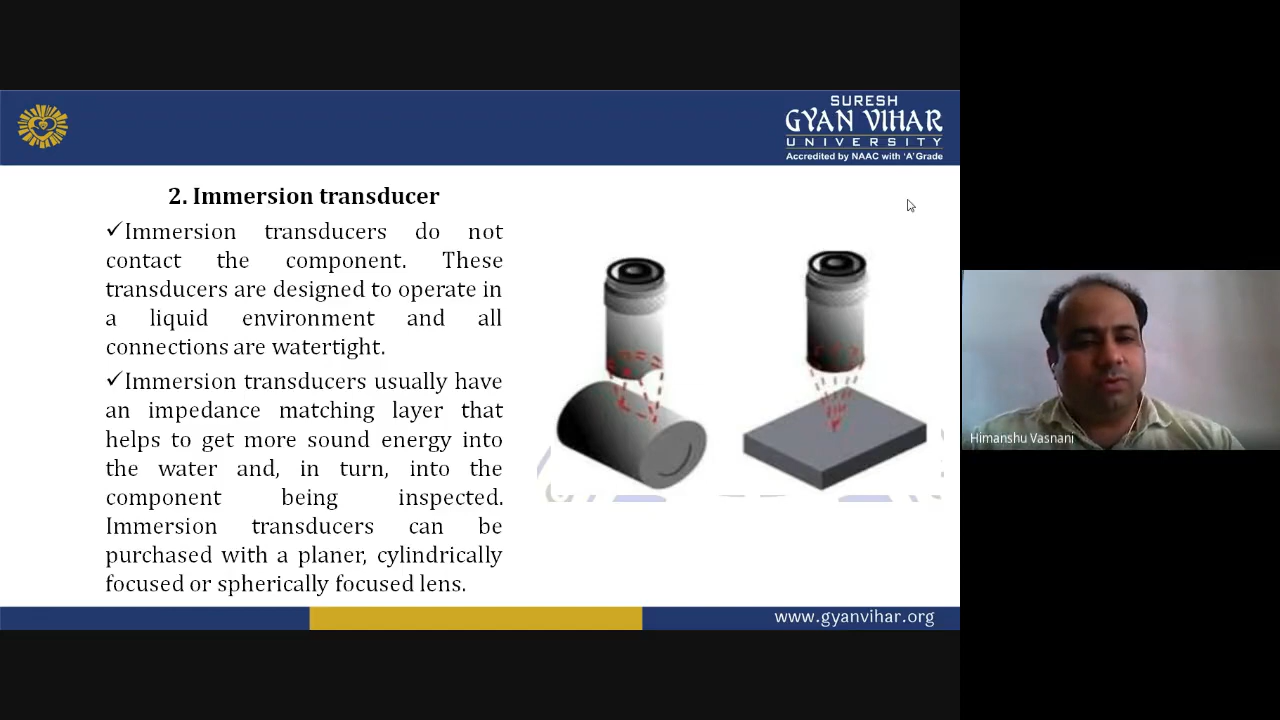 SURESH
GYAN VIHAR
UNIVERSITY
Accredited by NAAC with 'A' Grade
2. Immersion transducer
✓Immersion transducers do not
contact the component. These
transducers are designed to operate in
a liquid environment and all
connections are watertight.
✓Immersion transducers usually have
an impedance matching layer that
helps to get more sound energy into
the water and, in turn, into the
component being inspected.
Immersion transducers can be
purchased with a planer, cylindrically
focused or spherically focused lens.
www.gyanvihar.org
Himanshu Vasnani